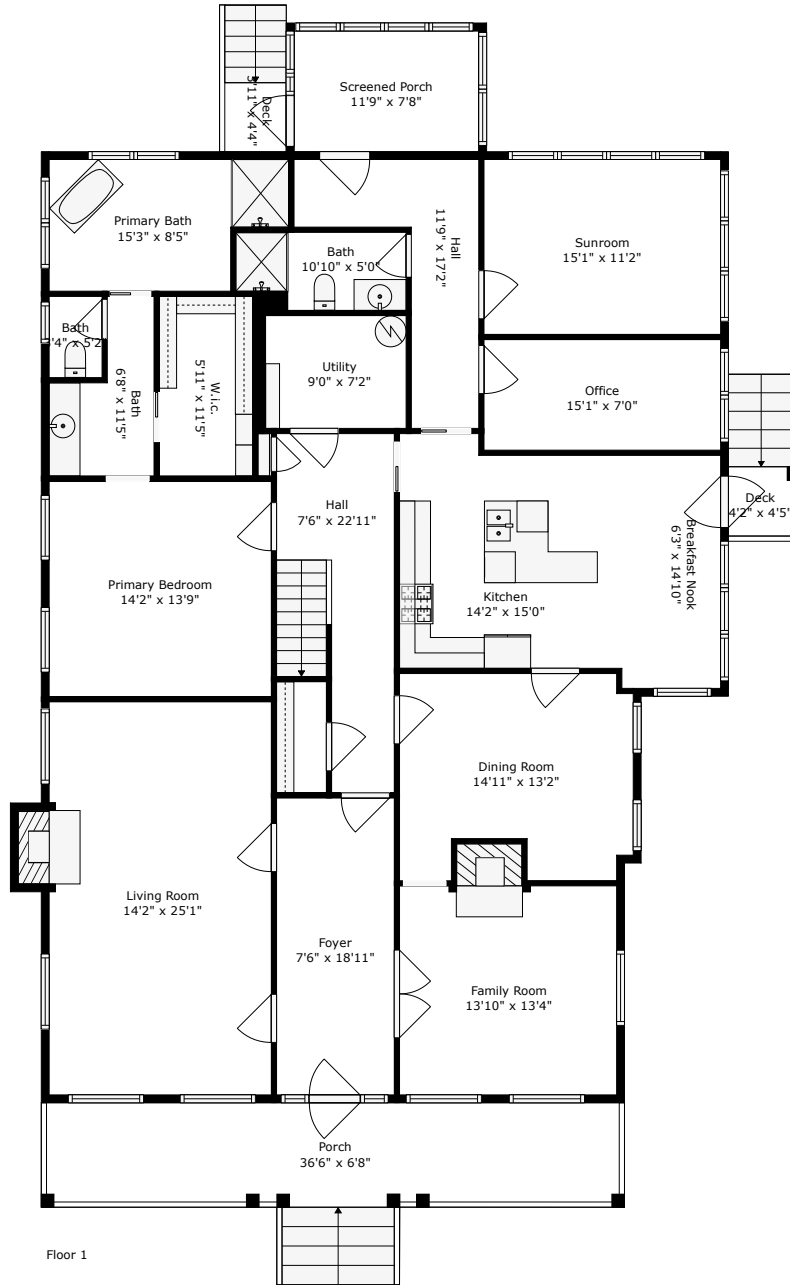 Screened Porch
11'9" x 7'8"
Deck
Primary Bath
15'3" x 8'5"
Bath
10'10" x 5'0"
Hall
11'9" x 17'2"
Sunroom
15'1" x 11'2"
Bath
Bath
6'8" x 11'5"
W.i.c.
5'11" x 11'5"
Utility
9'0" x 7'2"
Office
15'1" x 7'0"
Hall
7'6" x 22'11"
Deck
4'2" x 4'5"
Breakfast Nook
6'3" x 14'10"
Primary Bedroom
14'2" x 13'9"
Kitchen
14'2" x 15'0"
Dining Room
14'11" x 13'2"
Living Room
14'2" x 25'1"
Foyer
7'6" x 18'11"
Family Room
13'10" x 13'4"
Porch
36'6" x 6'8"
Floor 1